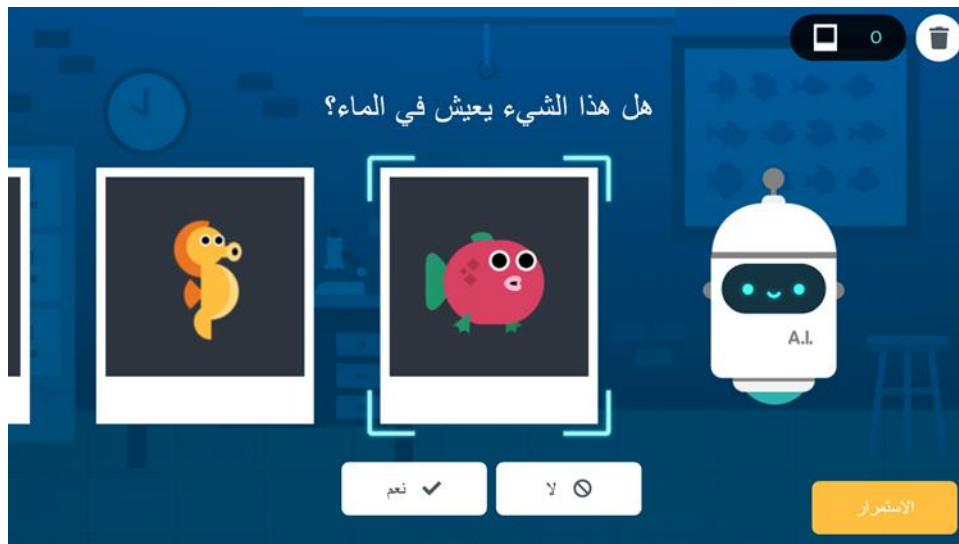 0
هل هذا الشيء يعيش في الماء؟
A.I.
لا
نعم
الاستمرار